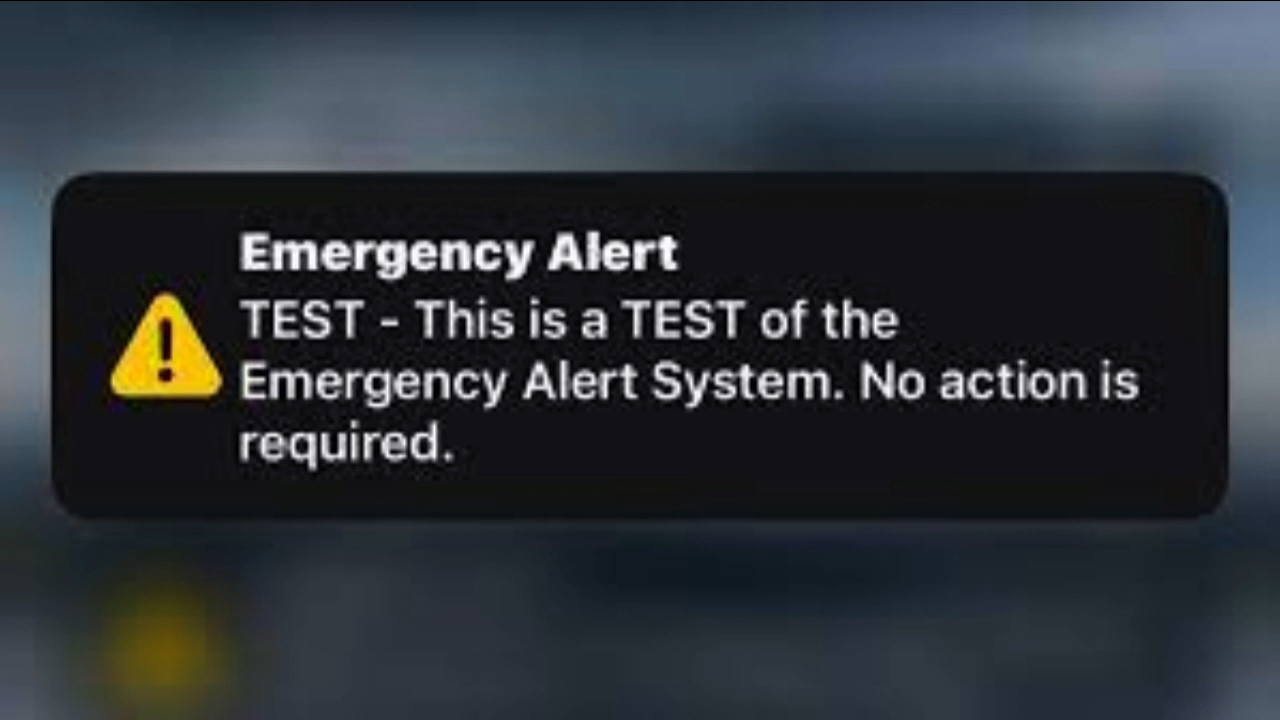 Emergency Alert
TEST - This is a TEST of the
Emergency Alert System. No action is
required.